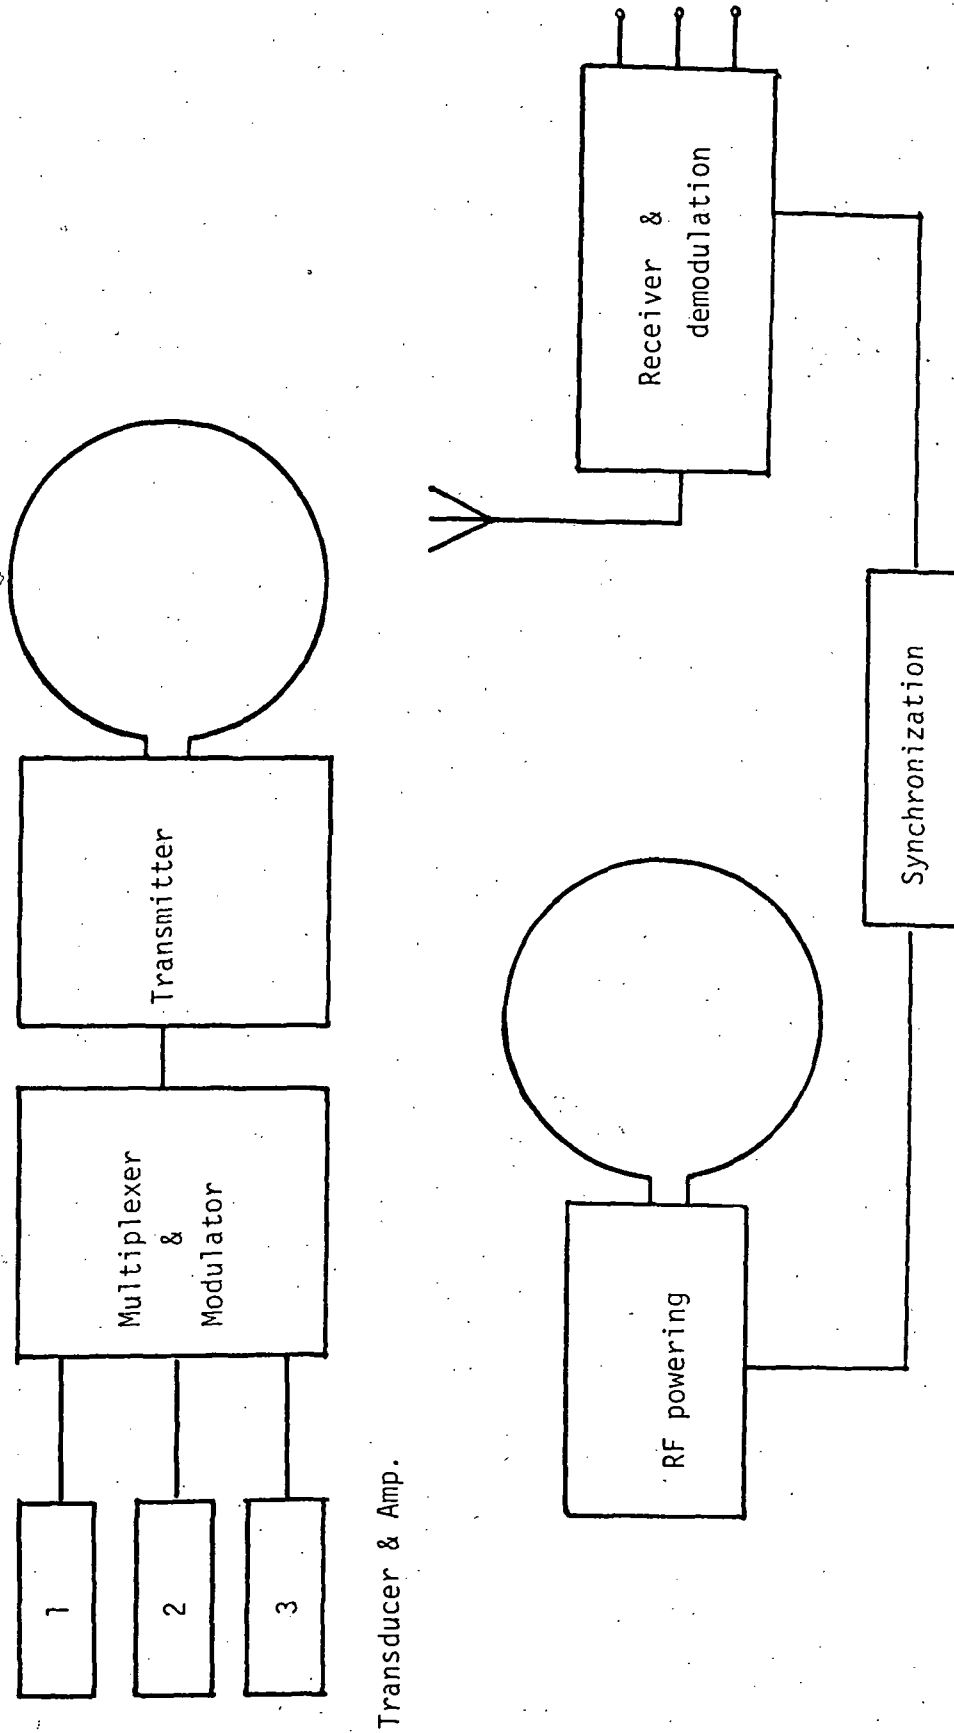 1
2
3
Transducer & Amp.
Multiplexer
&
Modulator
Transmitter
RF powering
Synchronization
Receiver &
demodulation